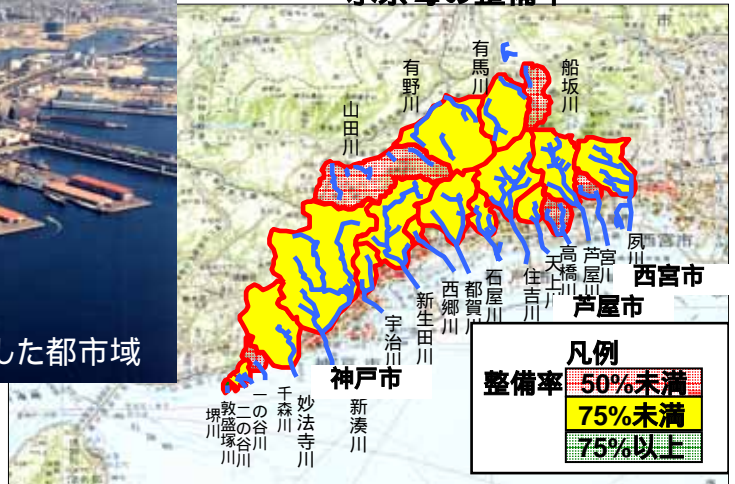 した都市域
山田川
有野川
有馬川
船坂川
堺川
敦盛塚川
二の谷川
一の谷川
千森川
妙法寺川
新湊川
宇治川
新生田川
西郷川
都賀川
石屋川
住吉川
天上川
高橋川
芦屋川
宮川
夙川
西宮市
芦屋市
神戸市
凡例
整備率
50%未満
75%未満
75%以上